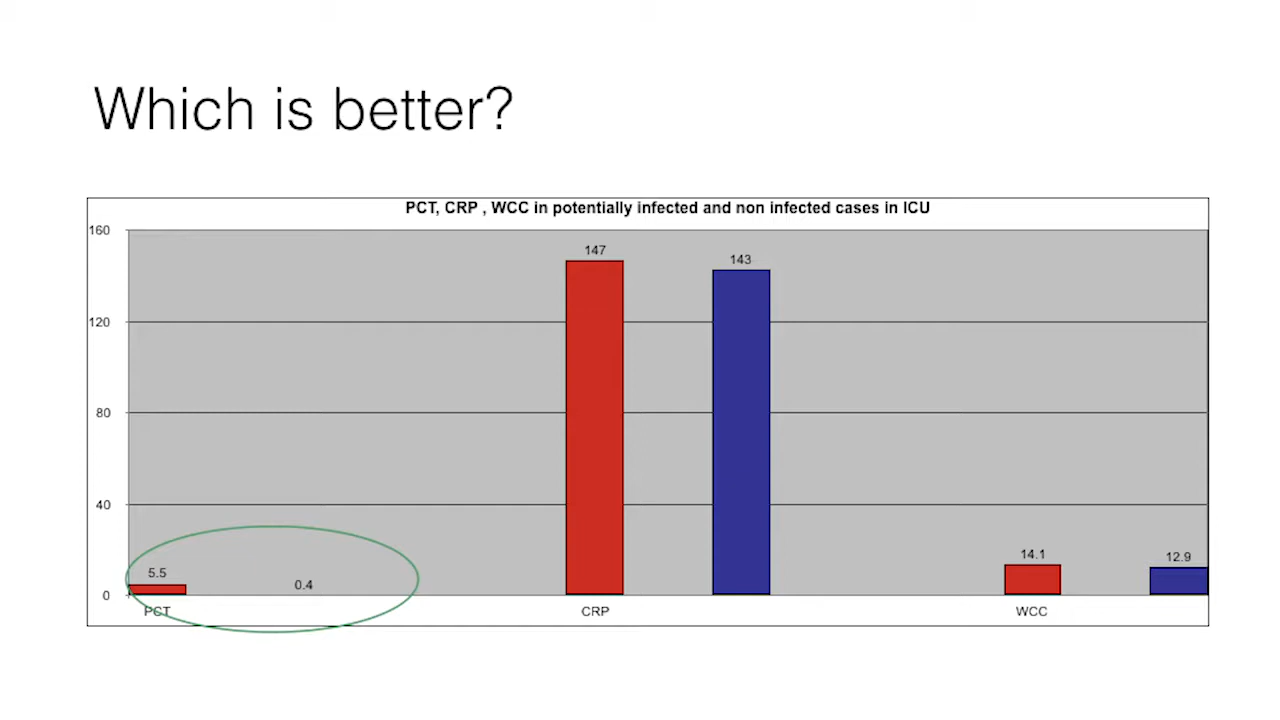 Which is better?
PCT, CRP , WCC in potentially infected and non infected cases in ICU
160
120
80
40
0
147
143
14.1
12.9
5.5
0.4
PCT
CRP
WCC